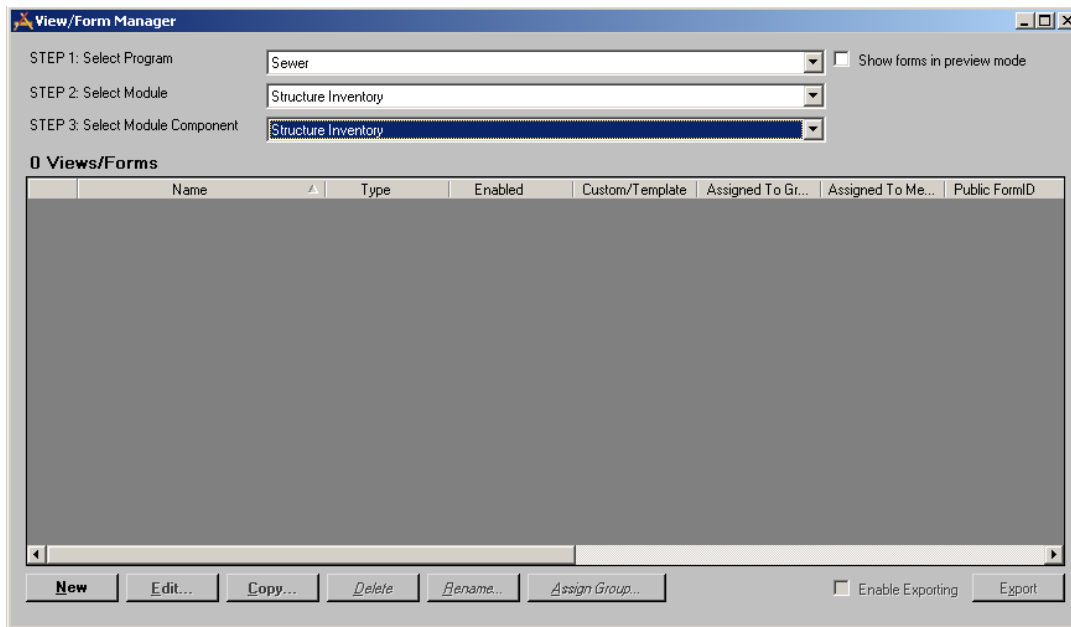 View/Form Manager
STEP 1: Select Program Sewer Show forms in preview mode
STEP 2: Select Module Structure Inventory
STEP 3: Select Module Component Structure Inventory
0 Views/Forms
Name Type Enabled Custom/Template Assigned To Gr... Assigned To Me... Public FormID
New Edit... Copy... Delete Rename... Assign Group... Enable Exporting Export